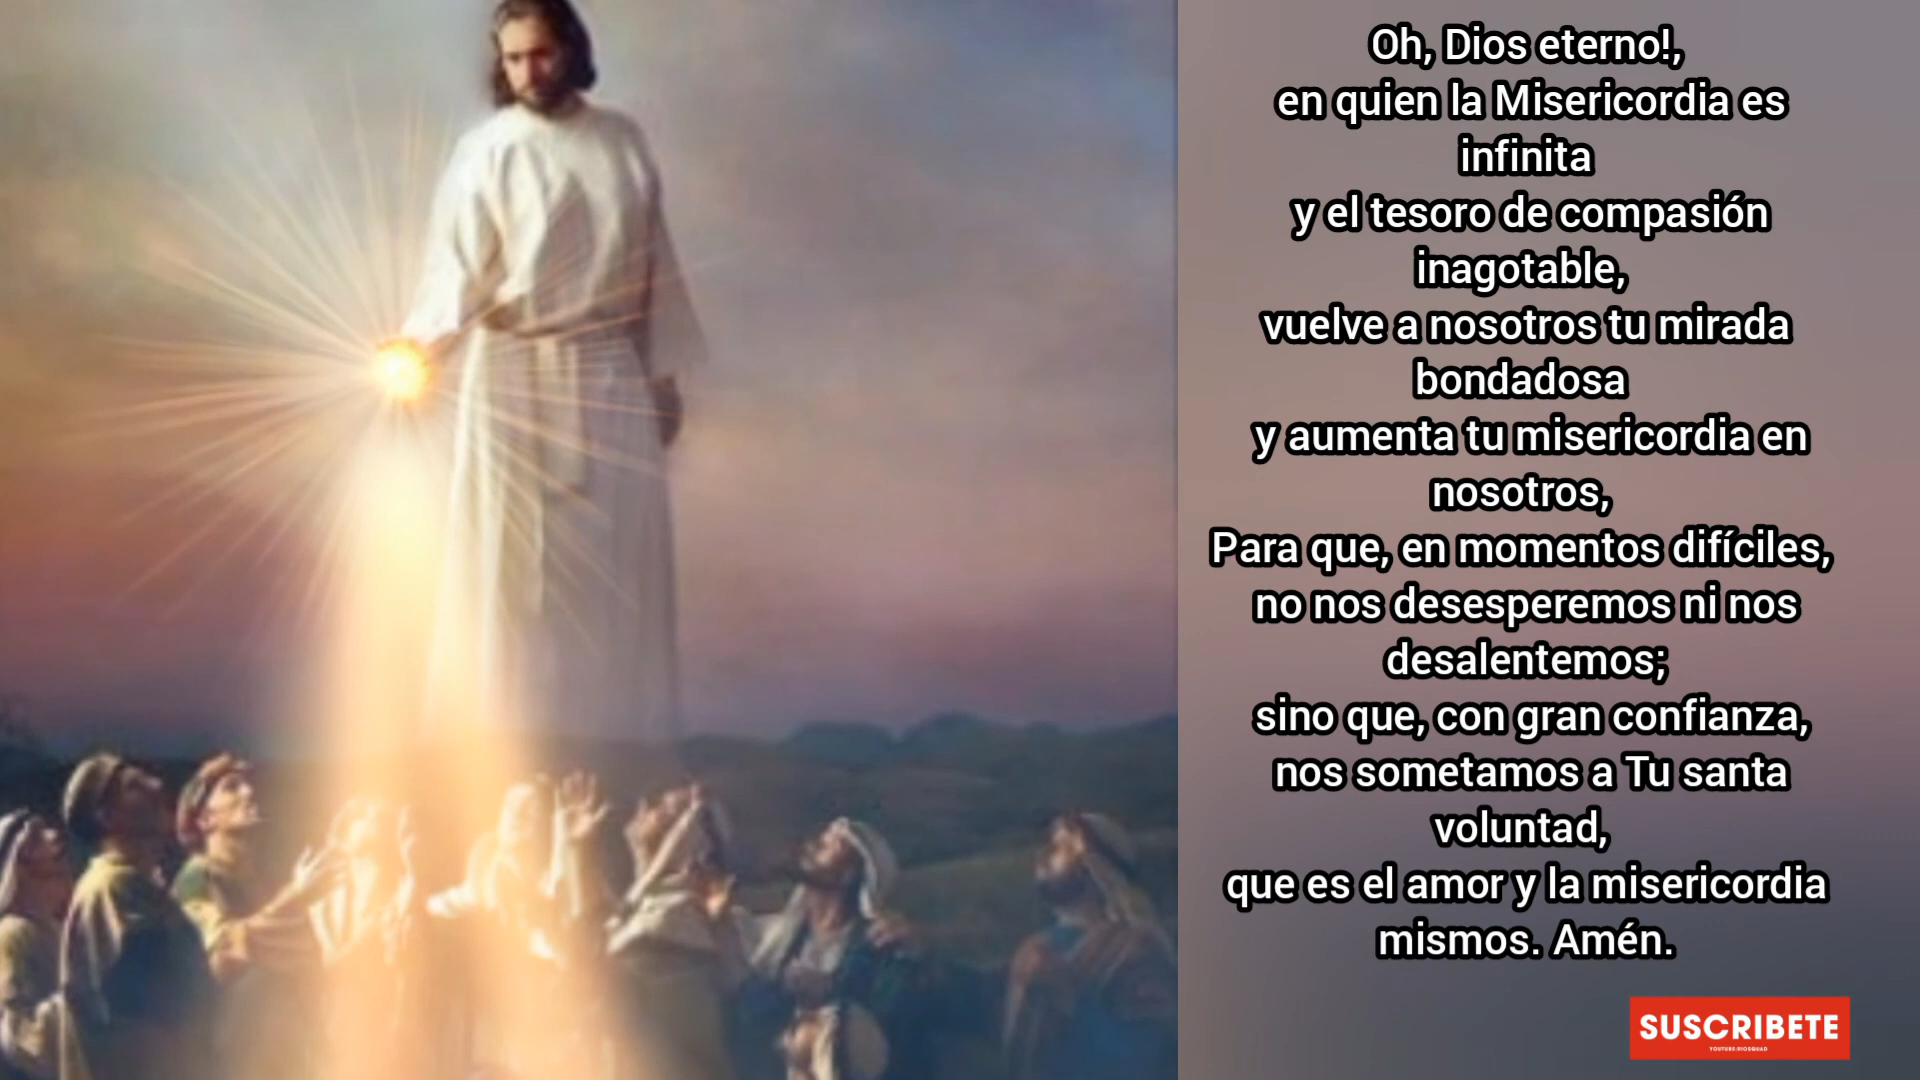 Oh, Dios eterno!,
en quien la Misericordia es
infinita
y el tesoro de compasión
inagotable,
vuelve a nosotros tu mirada
bondadosa
y aumenta tu misericordia en
nosotros,
Para que, en momentos difíciles,
no nos desesperemos ni nos
desalentemos;
sino que, con gran confianza,
nos sometamos a Tu santa
voluntad,
que es el amor y la misericordia
mismos. Amén.
SUSCRIBETE